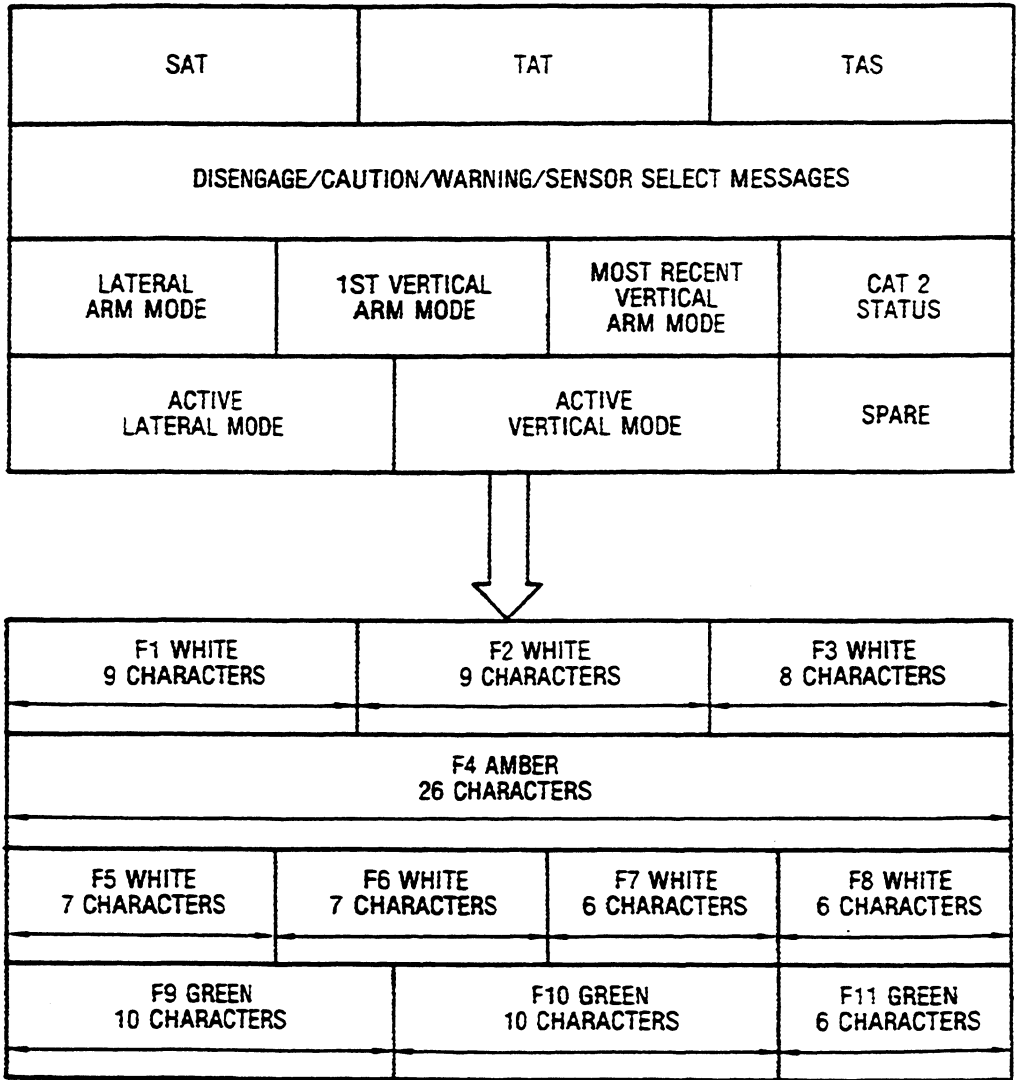 SAT
TAT
TAS
DISENGAGE/CAUTION/WARNING/SENSOR SELECT MESSAGES
LATERAL
ARM MODE
1ST VERTICAL
ARM MODE
MOST RECENT
VERTICAL
ARM MODE
CAT 2
STATUS
ACTIVE
LATERAL MODE
ACTIVE
VERTICAL MODE
SPARE
F1 WHITE
9 CHARACTERS
F2 WHITE
9 CHARACTERS
F3 WHITE
8 CHARACTERS
F4 AMBER
26 CHARACTERS
F5 WHITE
7 CHARACTERS
F6 WHITE
7 CHARACTERS
F7 WHITE
6 CHARACTERS
F8 WHITE
6 CHARACTERS
F9 GREEN
10 CHARACTERS
F10 GREEN
10 CHARACTERS
F11 GREEN
6 CHARACTERS